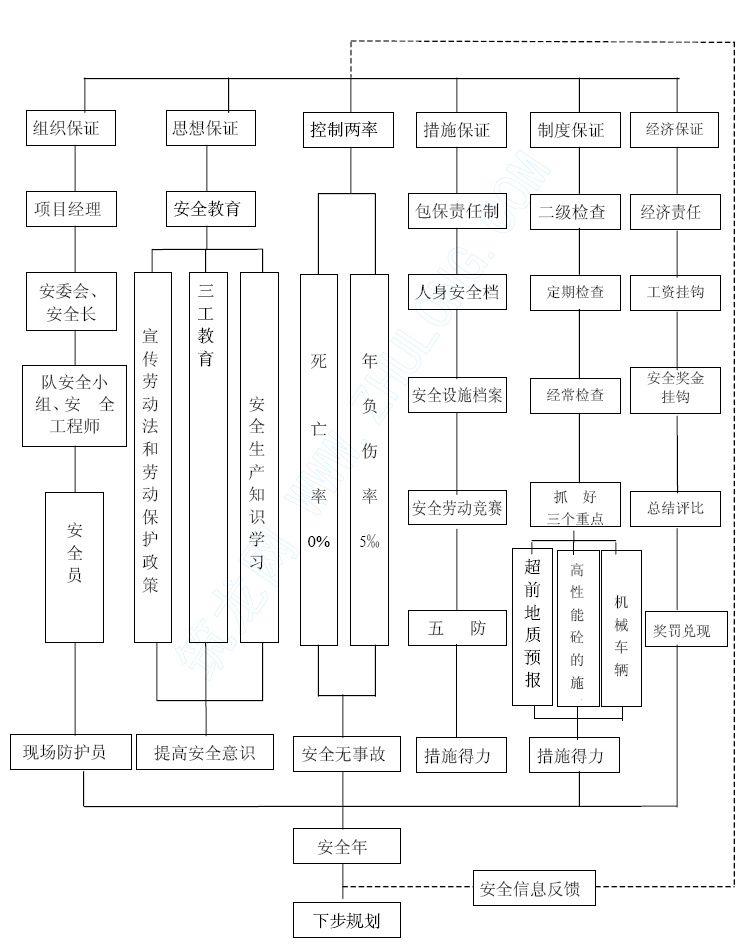 组织保证
思想保证
控制两率
措施保证
制度保证
经济保证
项目经理
安全教育
包保责任制
二级检查
经济责任
安委会、
安全长
宣传劳动法和劳动保护政策
三工教育
安全生产知识学习
死亡率0%
年负伤率5‰
人身安全档
定期检查
工资挂钩
队安全小
组、安 全
工程师
安全设施档案
经常检查
安全奖金
挂钩
安全员
安全劳动竞赛
抓 好
三个重点
总结评比
超前地质预报
高性能砼的施
机械车辆
五 防
奖罚兑现
现场防护员
提高安全意识
安全无事故
措施得力
措施得力
安全年
安全信息反馈
下步规划
筑龙网 WWW.ZHULONG.COM